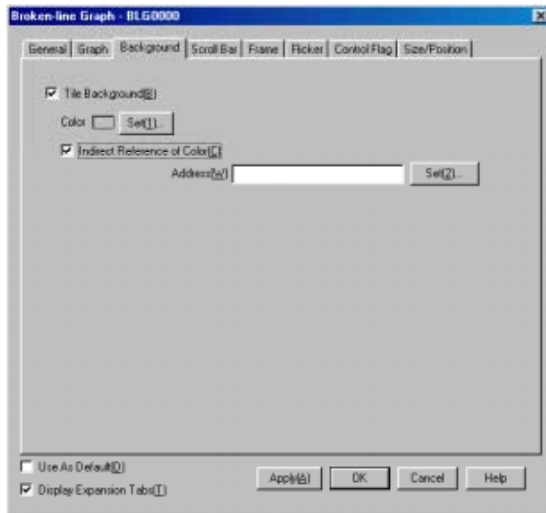 Broken-line Graph - BLG0000
General Graph Background Scroll Bar Frame Flicker Control Flag Size/Position
Tile Background(B)
Color Set(1)...
Indirect Reference of Color(C)
Address(W) Set(2)...
Use As Default(D)
Display Expansion Tabs(T)
Apply(A) OK Cancel Help